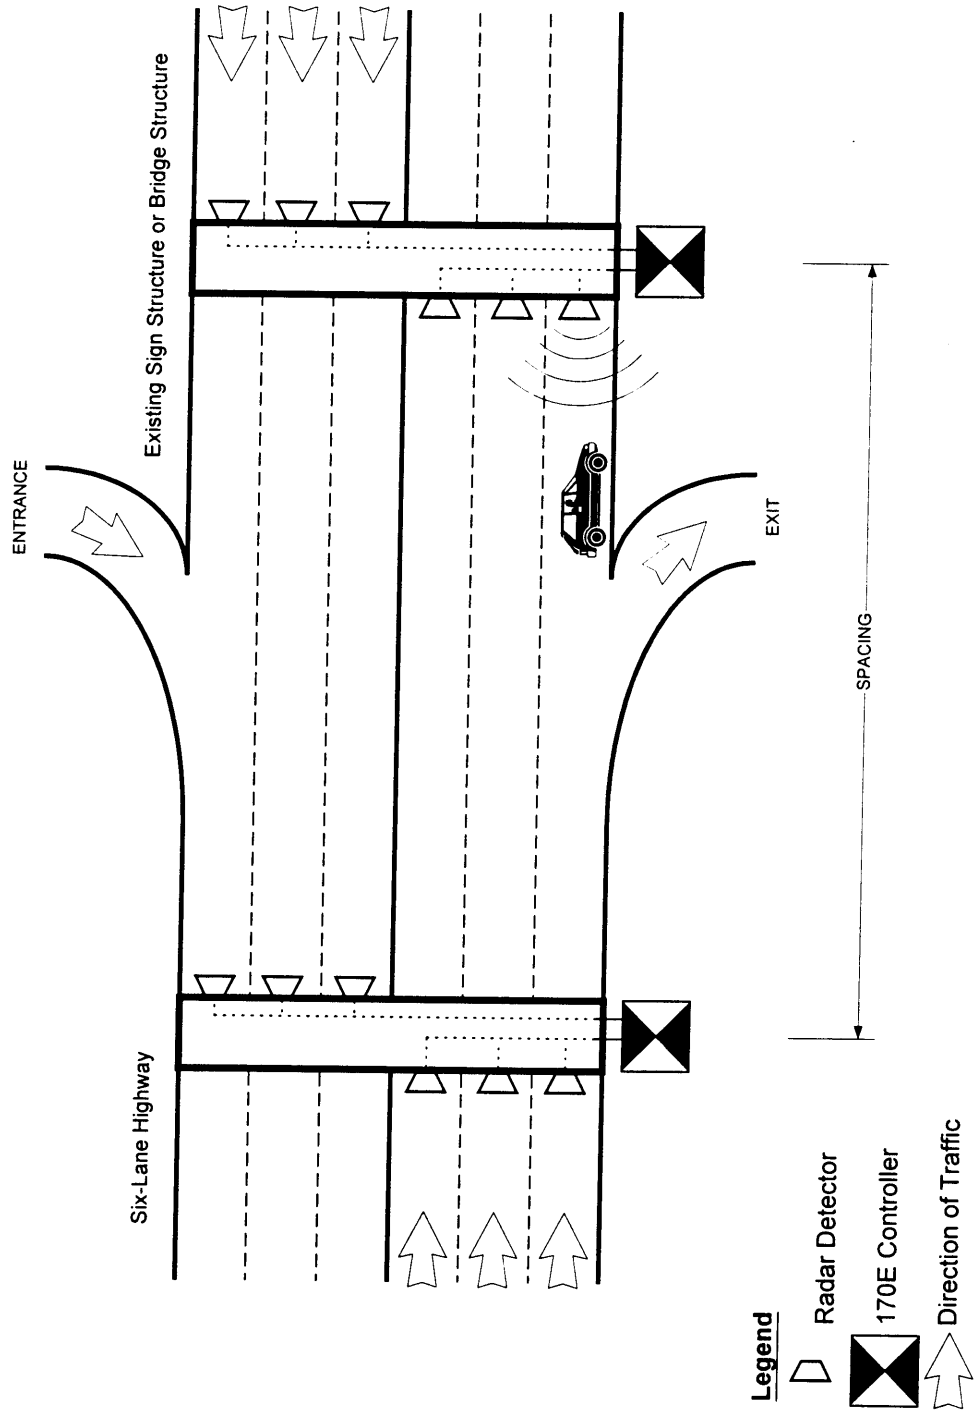 ENTRANCE
Six-Lane Highway
Existing Sign Structure or Bridge Structure
EXIT
SPACING
Legend
Radar Detector
170E Controller
Direction of Traffic